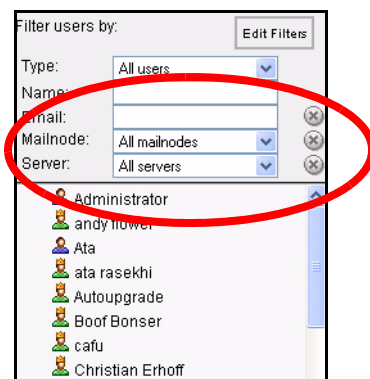 Filter users by:
Edit Filters
Type:
All users
Name:
Email:
Mailnode:
All mailnodes
Server:
All servers
Administrator
andy flower
Ata
ata rasekhi
Autoupgrade
Boof Bonser
cafu
Christian Erhoff